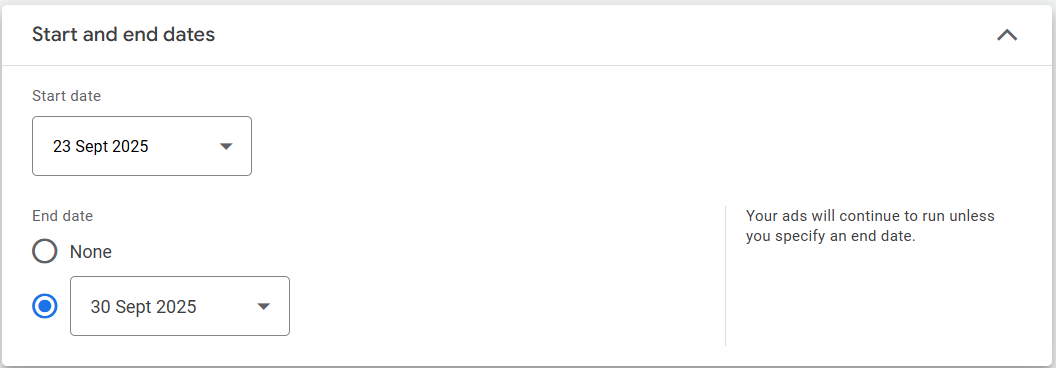 Start and end dates
Start date
23 Sept 2025
End date
None
30 Sept 2025
Your ads will continue to run unless
you specify an end date.